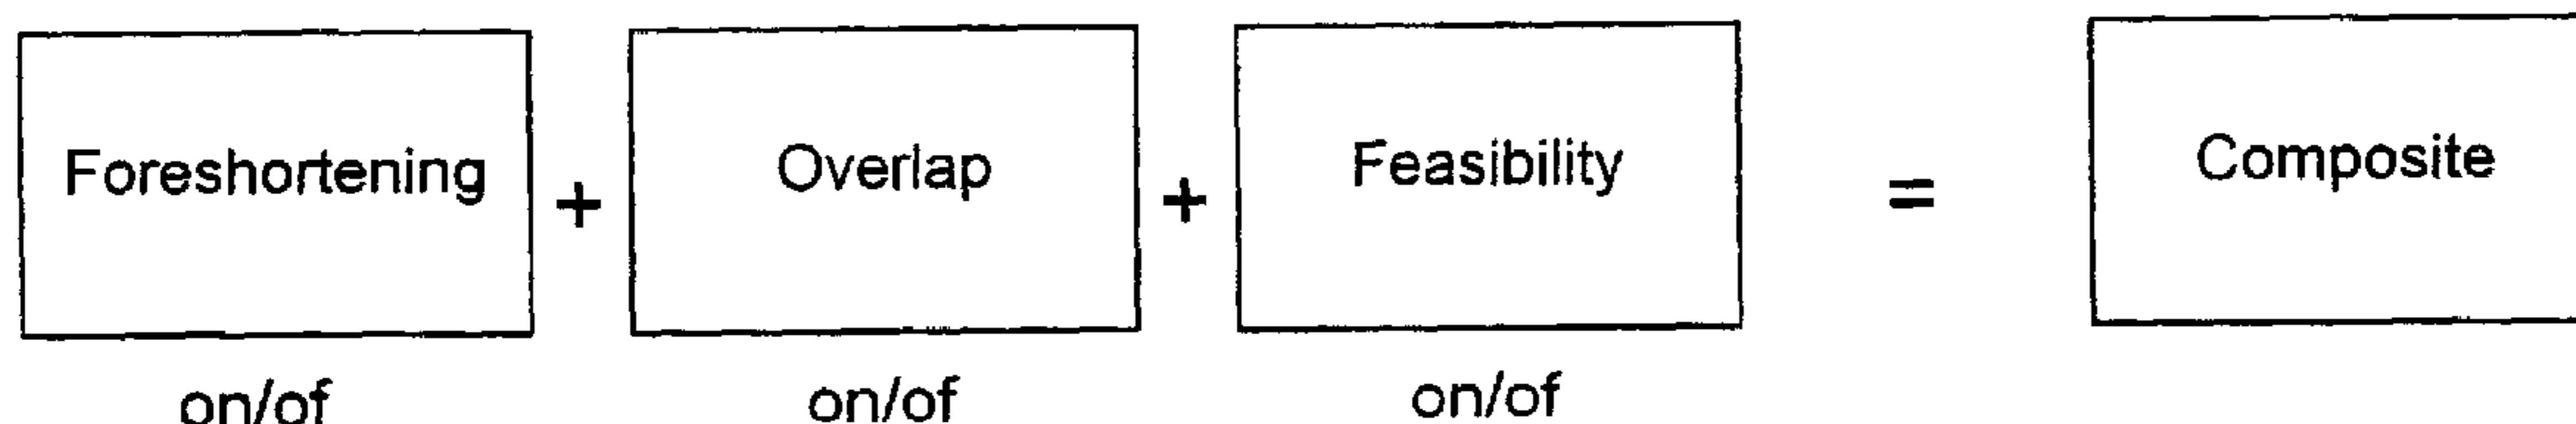 Foreshortening + Overlap + Feasibility = Composite
on/of on/of on/of